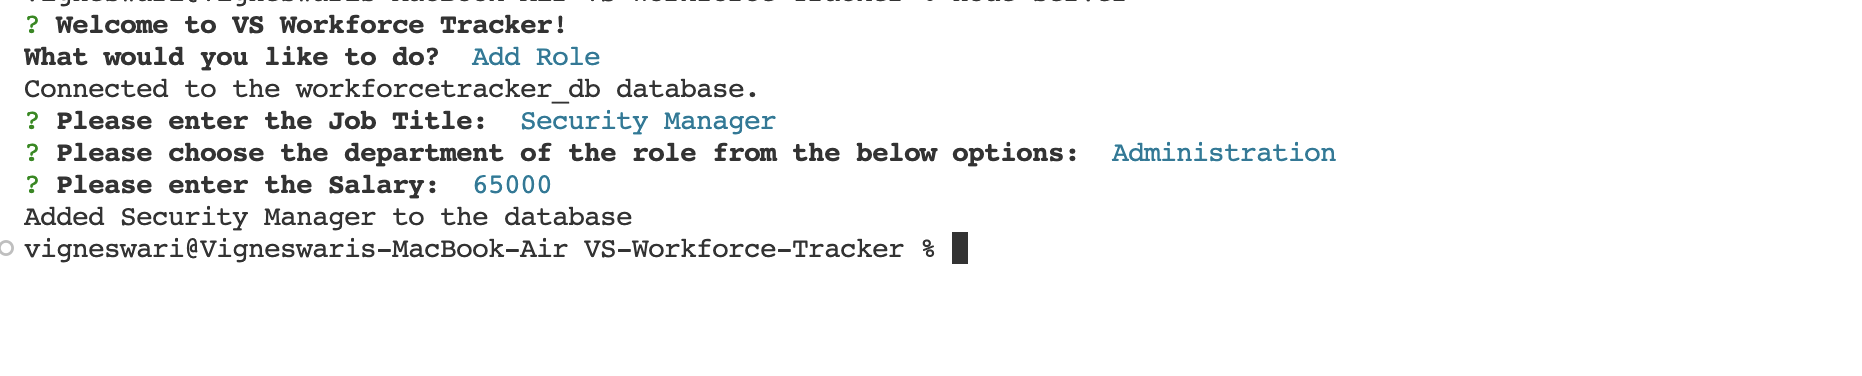 ? Welcome to VS Workforce Tracker!
What would you like to do? Add Role
Connected to the workforcetracker_db database.
? Please enter the Job Title: Security Manager
? Please choose the department of the role from the below options: Administration
? Please enter the Salary: 65000
Added Security Manager to the database
vigneswari@Vigneswaris-MacBook-Air VS-Workforce-Tracker %